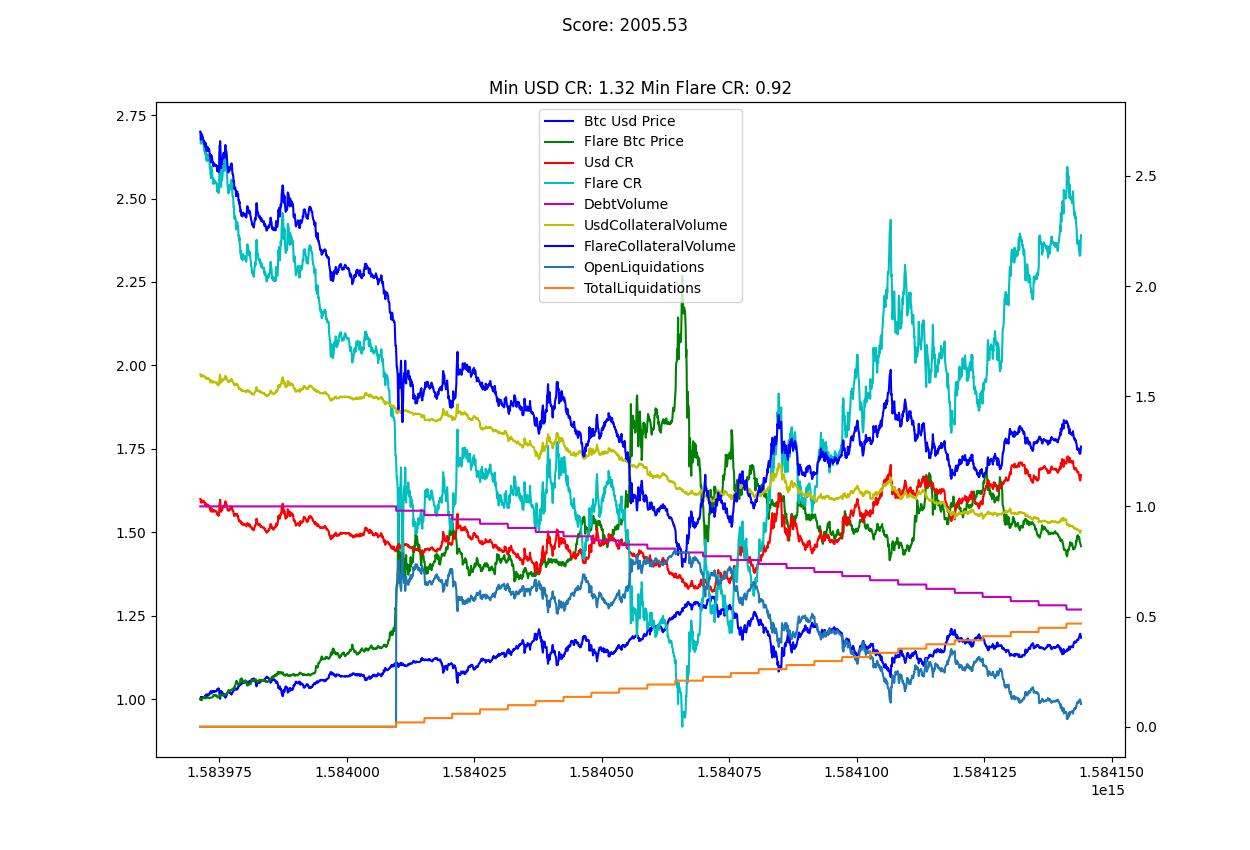 Score: 2005.53
Min USD CR: 1.32 Min Flare CR: 0.92
Btc Usd Price
Flare Btc Price
Usd CR
Flare CR
DebtVolume
UsdCollateralVolume
FlareCollateralVolume
OpenLiquidations
TotalLiquidations
2.75
2.50
2.25
2.00
1.75
1.50
1.25
1.00
2.5
2.0
1.5
1.0
0.5
0.0
1.583975 1.584000 1.584025 1.584050 1.584075 1.584100 1.584125 1.584150
1e15